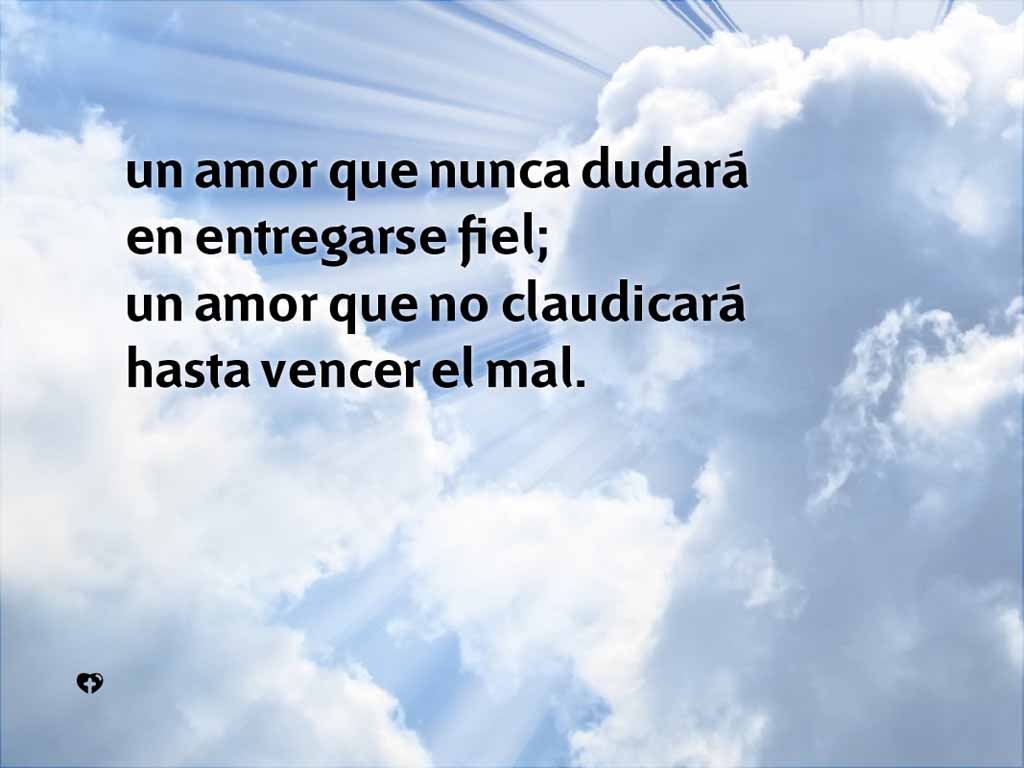 un amor que nunca dudará
en entregarse fiel;
un amor que no claudicará
hasta vencer el mal.